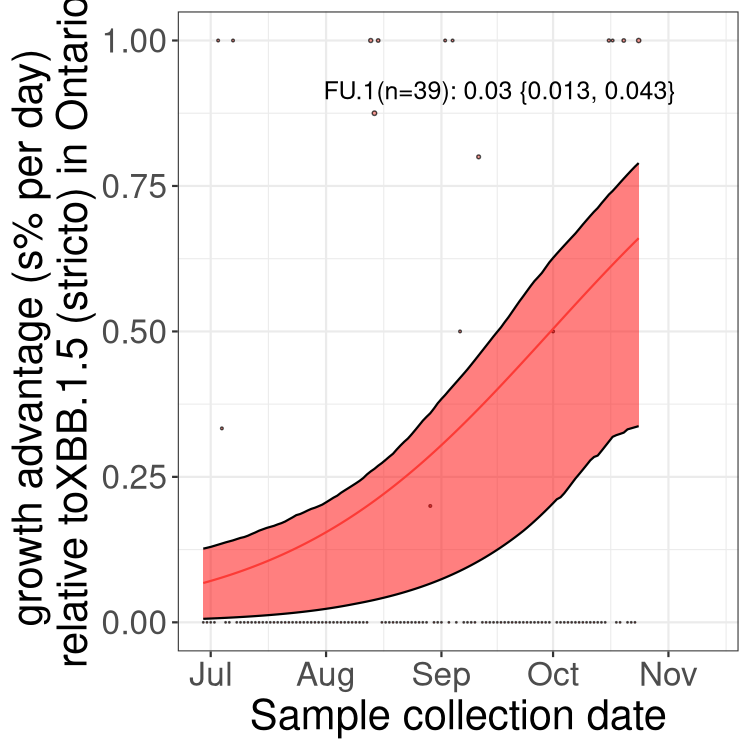 growth advantage (s% per day)
relative toXBB.1.5 (stricto) in Ontario
1.00
0.75
0.50
0.25
0.00
FU.1(n=39): 0.03 {0.013, 0.043}
Jul Aug Sep Oct Nov
Sample collection date